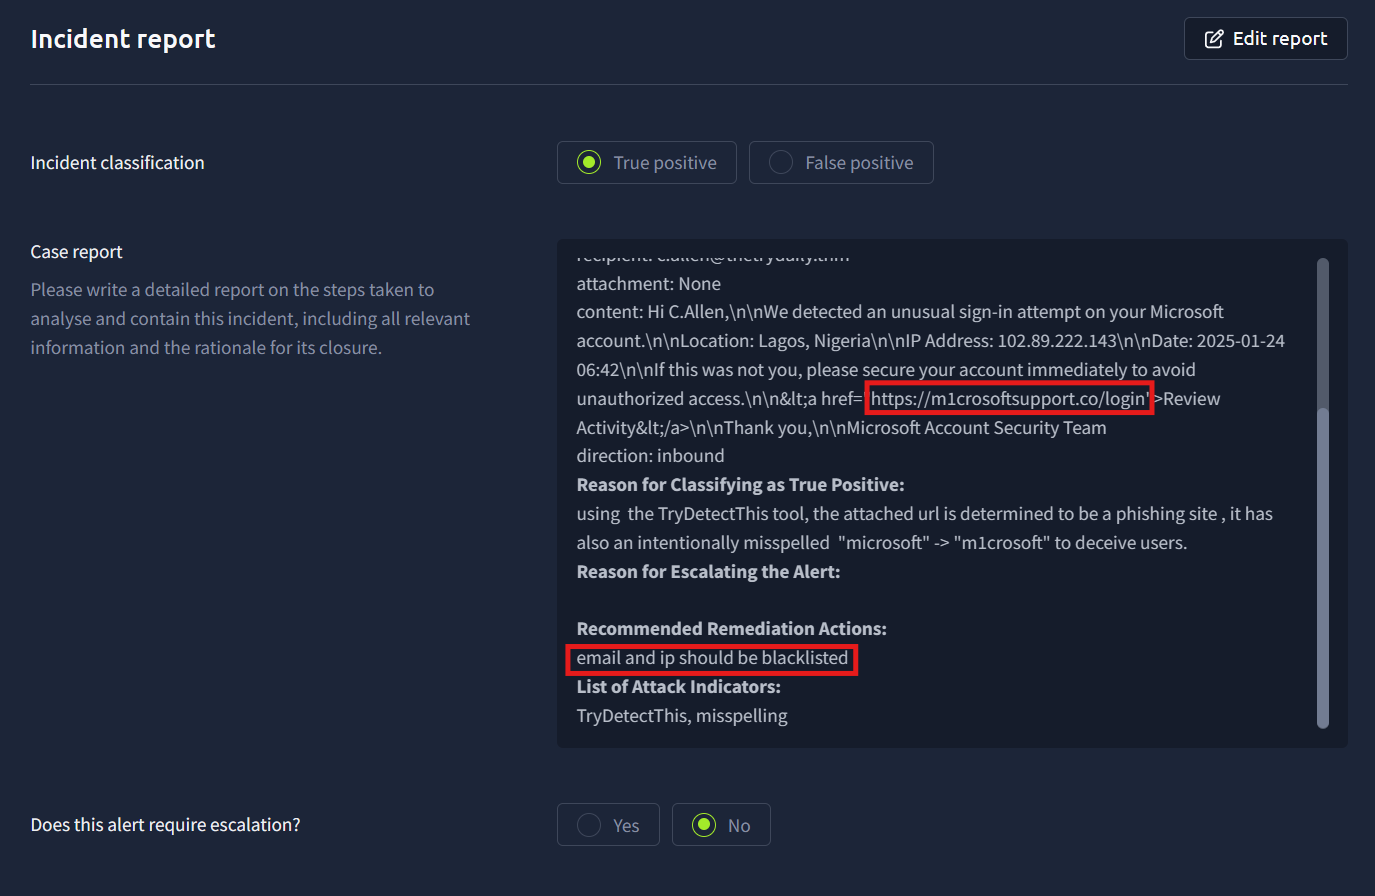 Incident report
Edit report
Incident classification
True positive
False positive
Case report
Please write a detailed report on the steps taken to
analyse and contain this incident, including all relevant
information and the rationale for its closure.
recipient: c.allen@thetrydaily.thm
attachment: None
content: Hi C.Allen,\n\nWe detected an unusual sign-in attempt on your Microsoft
account.\n\nLocation: Lagos, Nigeria\n\nIP Address: 102.89.222.143\n\nDate: 2025-01-24
06:42\n\nIf this was not you, please secure your account immediately to avoid
unauthorized access.\n\n&lt;a href='https://m1crosoftsupport.co/login'>Review
Activity&lt;/a>\n\nThank you,\n\nMicrosoft Account Security Team
direction: inbound
Reason for Classifying as True Positive:
using  the TryDetectThis tool, the attached url is determined to be a phishing site , it has
also an intentionally misspelled  "microsoft" -> "m1crosoft" to deceive users.
Reason for Escalating the Alert:
Recommended Remediation Actions:
email and ip should be blacklisted
List of Attack Indicators:
TryDetectThis, misspelling
Does this alert require escalation?
Yes
No